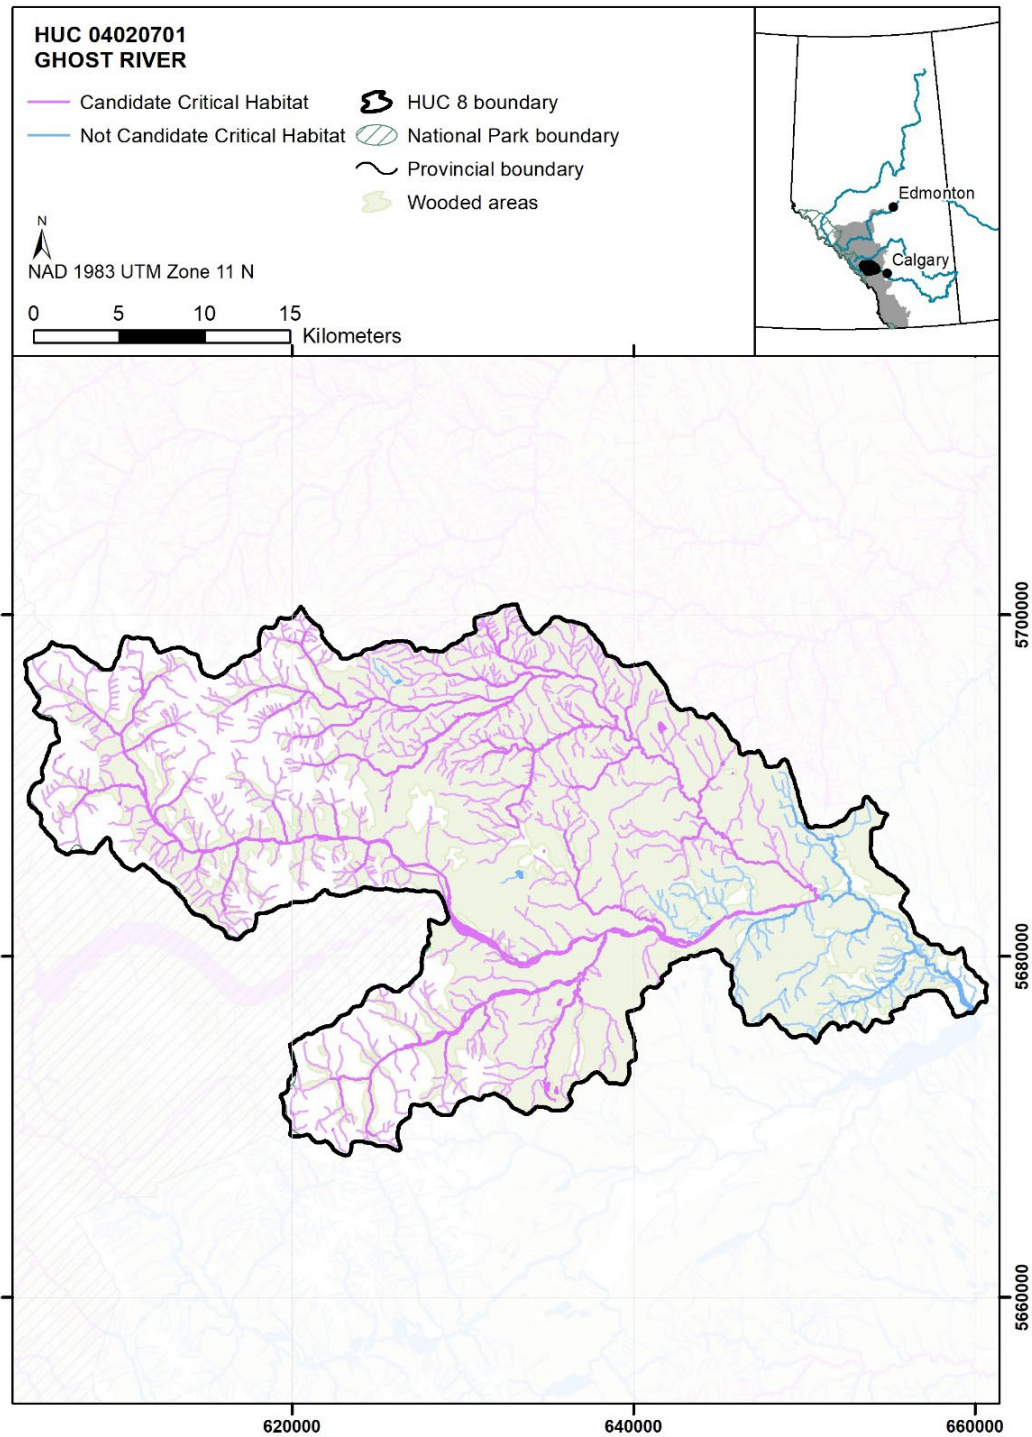 HUC 04020701
GHOST RIVER
Candidate Critical Habitat
Not Candidate Critical Habitat
HUC 8 boundary
National Park boundary
Provincial boundary
Wooded areas
N
NAD 1983 UTM Zone 11 N
0 5 10 15
Kilometers
Edmonton
Calgary
5700000
5680000
5660000
620000 640000 660000